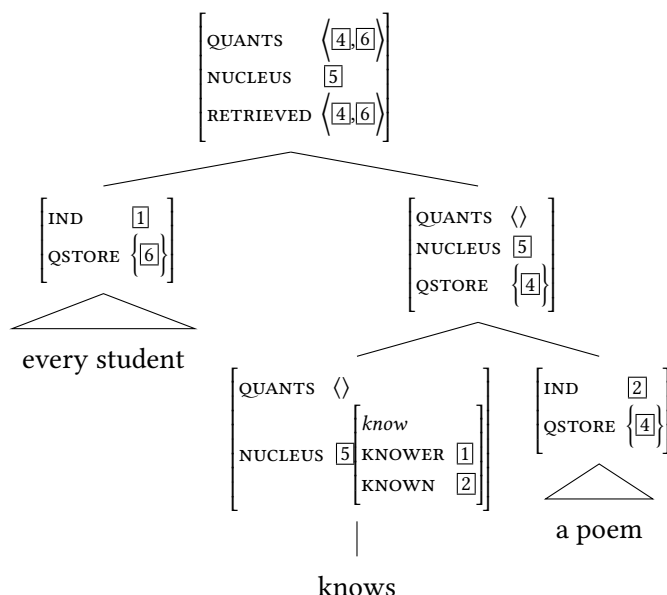 QUANTS ⟨4,6⟩
NUCLEUS 5
RETRIEVED ⟨4,6⟩
IND 1
QSTORE {6}
every student
QUANTS ⟨⟩
NUCLEUS 5
QSTORE {4}
QUANTS ⟨⟩
NUCLEUS 5
know
KNOWER 1
KNOWN 2
knows
IND 2
QSTORE {4}
a poem